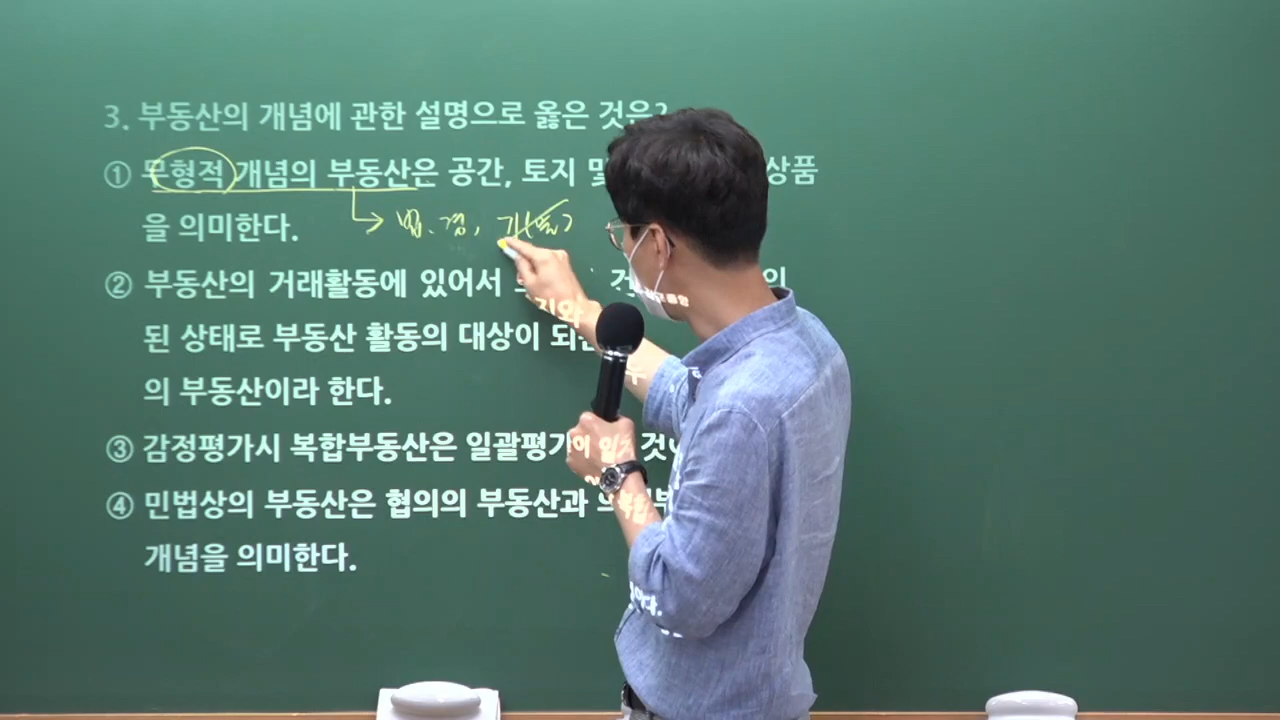 3. 부동산의 개념에 관한 설명으로 옳은 것은?
① 무형적 개념의 부동산은 공간, 토지 및 상품
을 의미한다.
② 부동산의 거래활동에 있어서 의
된 상태로 부동산 활동의 대상이 되는
의 부동산이라 한다.
③ 감정평가시 복합부동산은 일괄평가
④ 민법상의 부동산은 협의의 부동산과
개념을 의미한다.